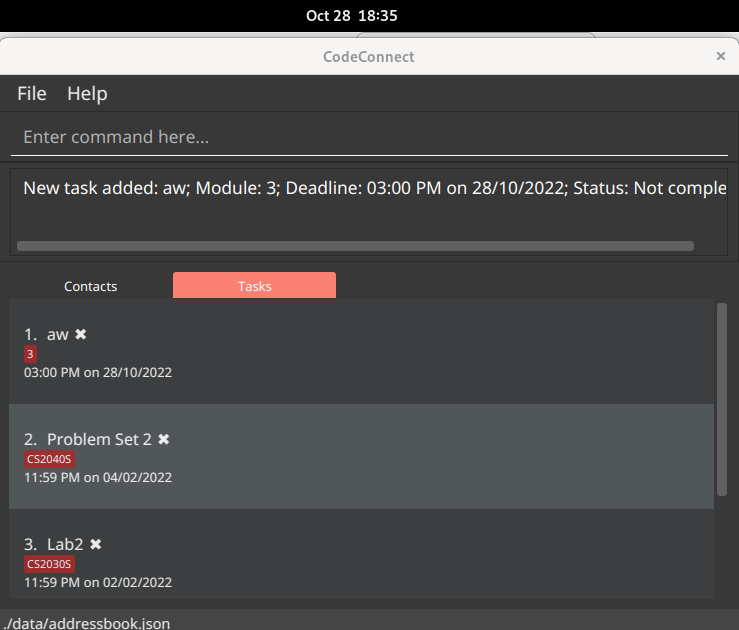 Oct 28 18:35
CodeConnect
File Help
Enter command here...
New task added: aw; Module: 3; Deadline: 03:00 PM on 28/10/2022; Status: Not comple
Contacts Tasks
1. aw ✖
3
03:00 PM on 28/10/2022
2. Problem Set 2 ✖
CS2040S
11:59 PM on 04/02/2022
3. Lab2 ✖
CS2030S
11:59 PM on 02/02/2022
./data/addressbook.json